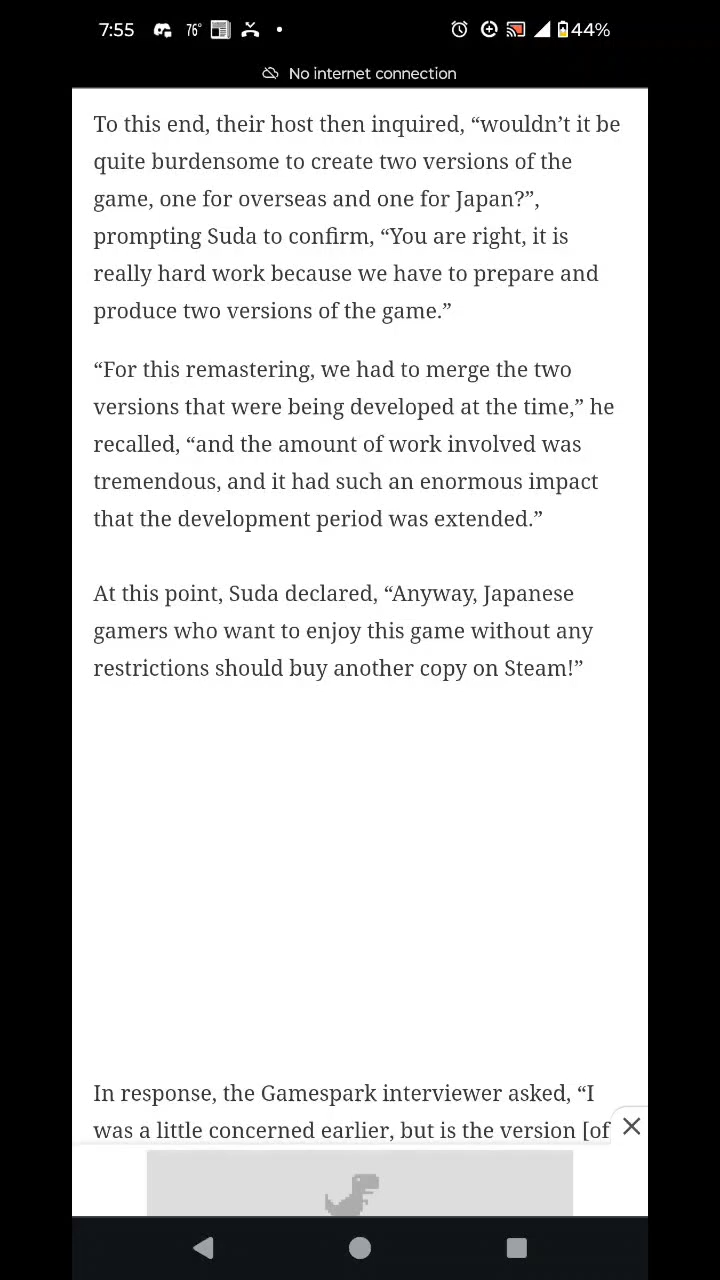 7:55 76° 44%
No internet connection
To this end, their host then inquired, “wouldn’t it be
quite burdensome to create two versions of the
game, one for overseas and one for Japan?”,
prompting Suda to confirm, “You are right, it is
really hard work because we have to prepare and
produce two versions of the game.”
“For this remastering, we had to merge the two
versions that were being developed at the time,” he
recalled, “and the amount of work involved was
tremendous, and it had such an enormous impact
that the development period was extended.”
At this point, Suda declared, “Anyway, Japanese
gamers who want to enjoy this game without any
restrictions should buy another copy on Steam!”
In response, the Gamespark interviewer asked, “I
was a little concerned earlier, but is the version [of